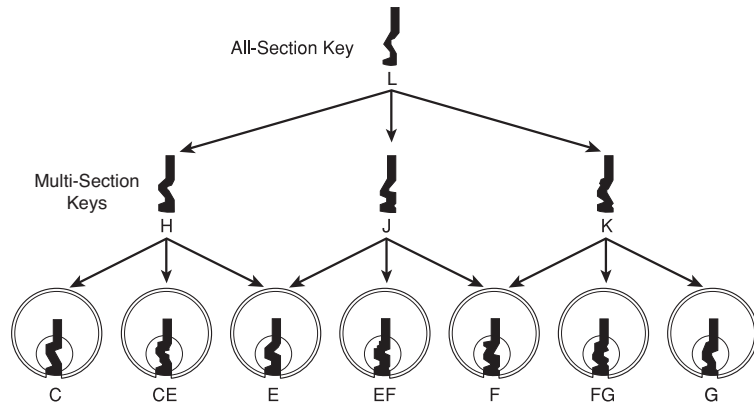 All-Section Key
L
Multi-Section
Keys
H J K
C CE E EF F FG G